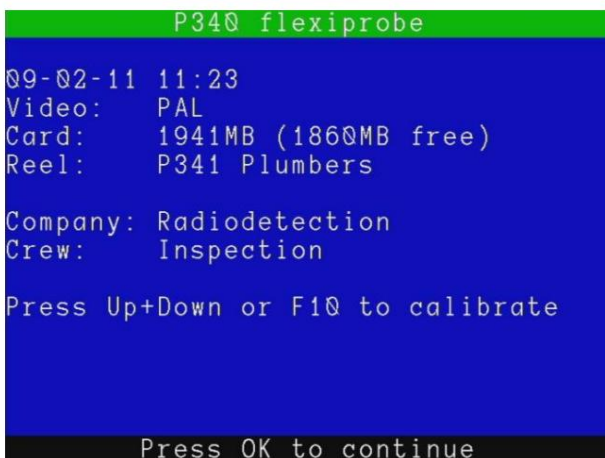 P340 flexiprobe
09-02-11 11:23
Video: PAL
Card: 1941MB (1860MB free)
Reel: P341 Plumbers
Company: Radiodetection
Crew: Inspection
Press Up+Down or F10 to calibrate
Press OK to continue